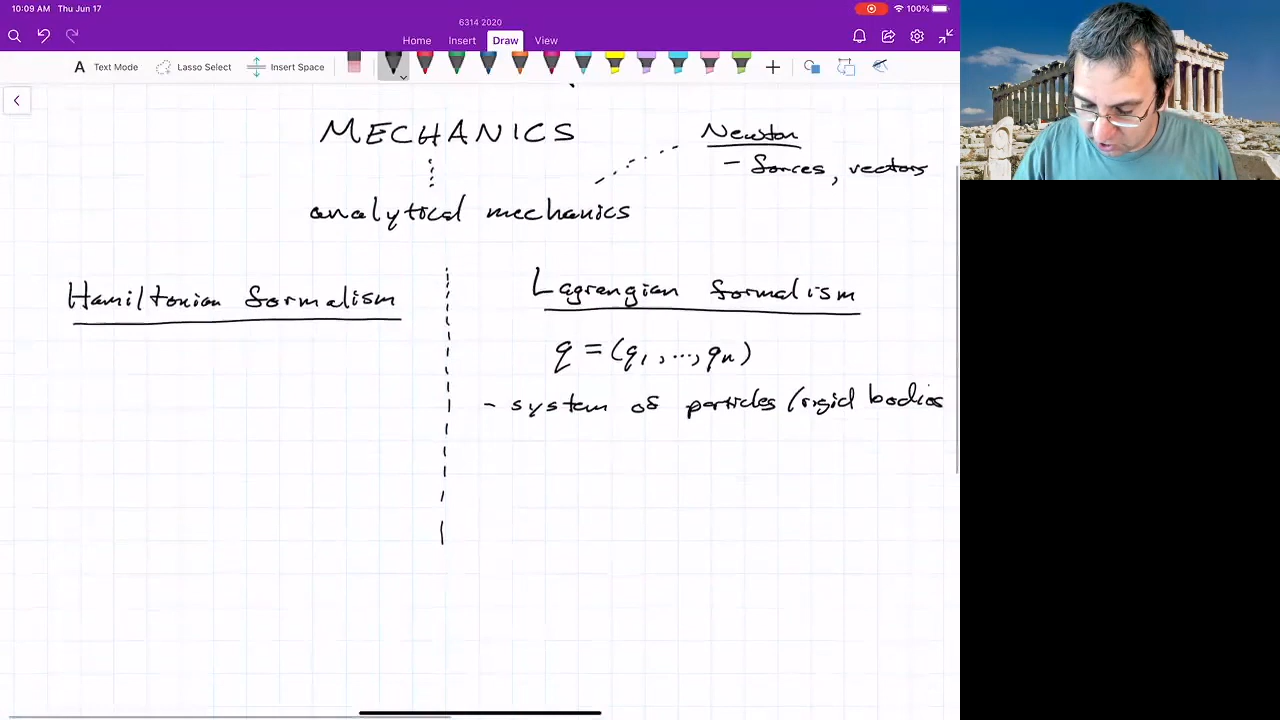 10:09 AM Thu Jun 17
100%
6314 2020
Home Insert Draw View
A Text Mode Lasso Select Insert Space
MECHANICS
Newton
- forces, vectors
analytical mechanics
Hamiltonian formalism
Lagrangian formalism
q = (q₁, ..., qₙ)
- system of particles/rigid bodies